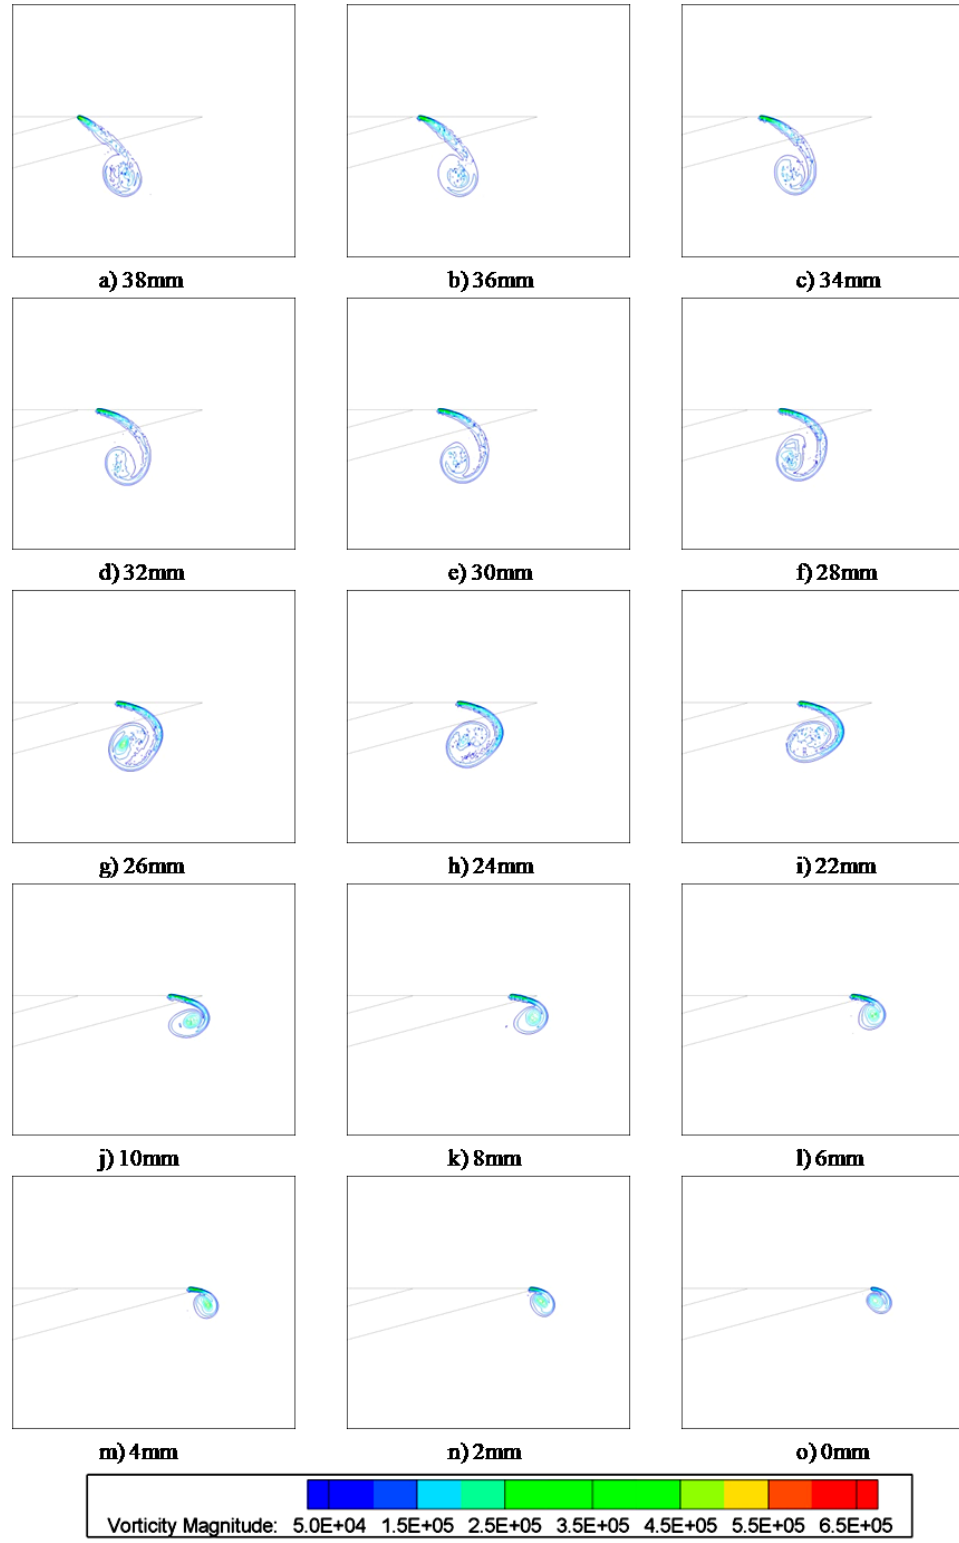 a) 38mm b) 36mm c) 34mm
d) 32mm e) 30mm f) 28mm
g) 26mm h) 24mm i) 22mm
j) 10mm k) 8mm l) 6mm
m) 4mm n) 2mm o) 0mm
Vorticity Magnitude: 5.0E+04 1.5E+05 2.5E+05 3.5E+05 4.5E+05 5.5E+05 6.5E+05